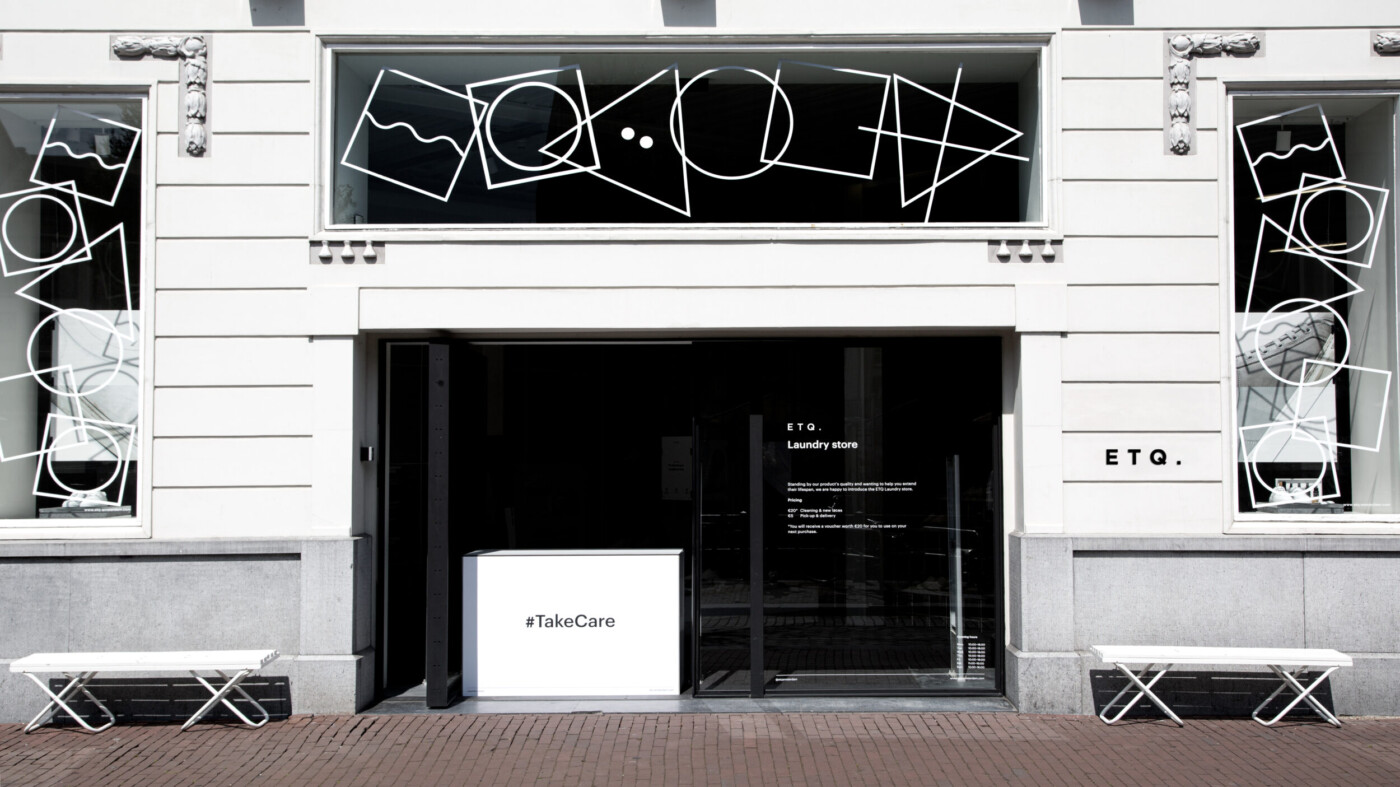 ETQ.
Laundry store
Standing by our product's quality and wanting to help you extend
their lifespan, we are happy to introduce the ETQ Laundry store.
Pricing
€20* Cleaning & new laces
€5 Pick-up & delivery
*You will receive a voucher worth €20 for you to use on your
next purchase.
ETQ.
#TakeCare